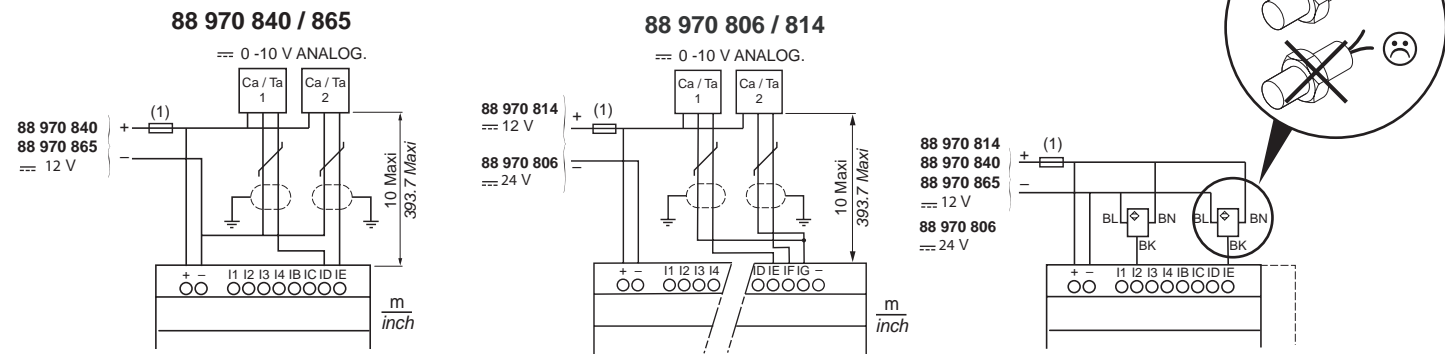 88 970 840 / 865
⎓ 0 -10 V ANALOG.
Ca / Ta
1
Ca / Ta
2
88 970 840
88 970 865
⎓ 12 V
+
(1)
–
10 Maxi
393.7 Maxi
+ – I1 I2 I3 I4 IB IC ID IE
m
inch
88 970 806 / 814
⎓ 0 -10 V ANALOG.
Ca / Ta
1
Ca / Ta
2
88 970 814
⎓ 12 V
88 970 806
⎓ 24 V
+
(1)
–
10 Maxi
393.7 Maxi
+ – I1 I2 I3 I4 ID IE IF IG –
m
inch
88 970 814
88 970 840
88 970 865
⎓ 12 V
88 970 806
⎓ 24 V
+
(1)
–
BL BN BL BN
BK BK
+ – I1 I2 I3 I4 IB IC ID IE